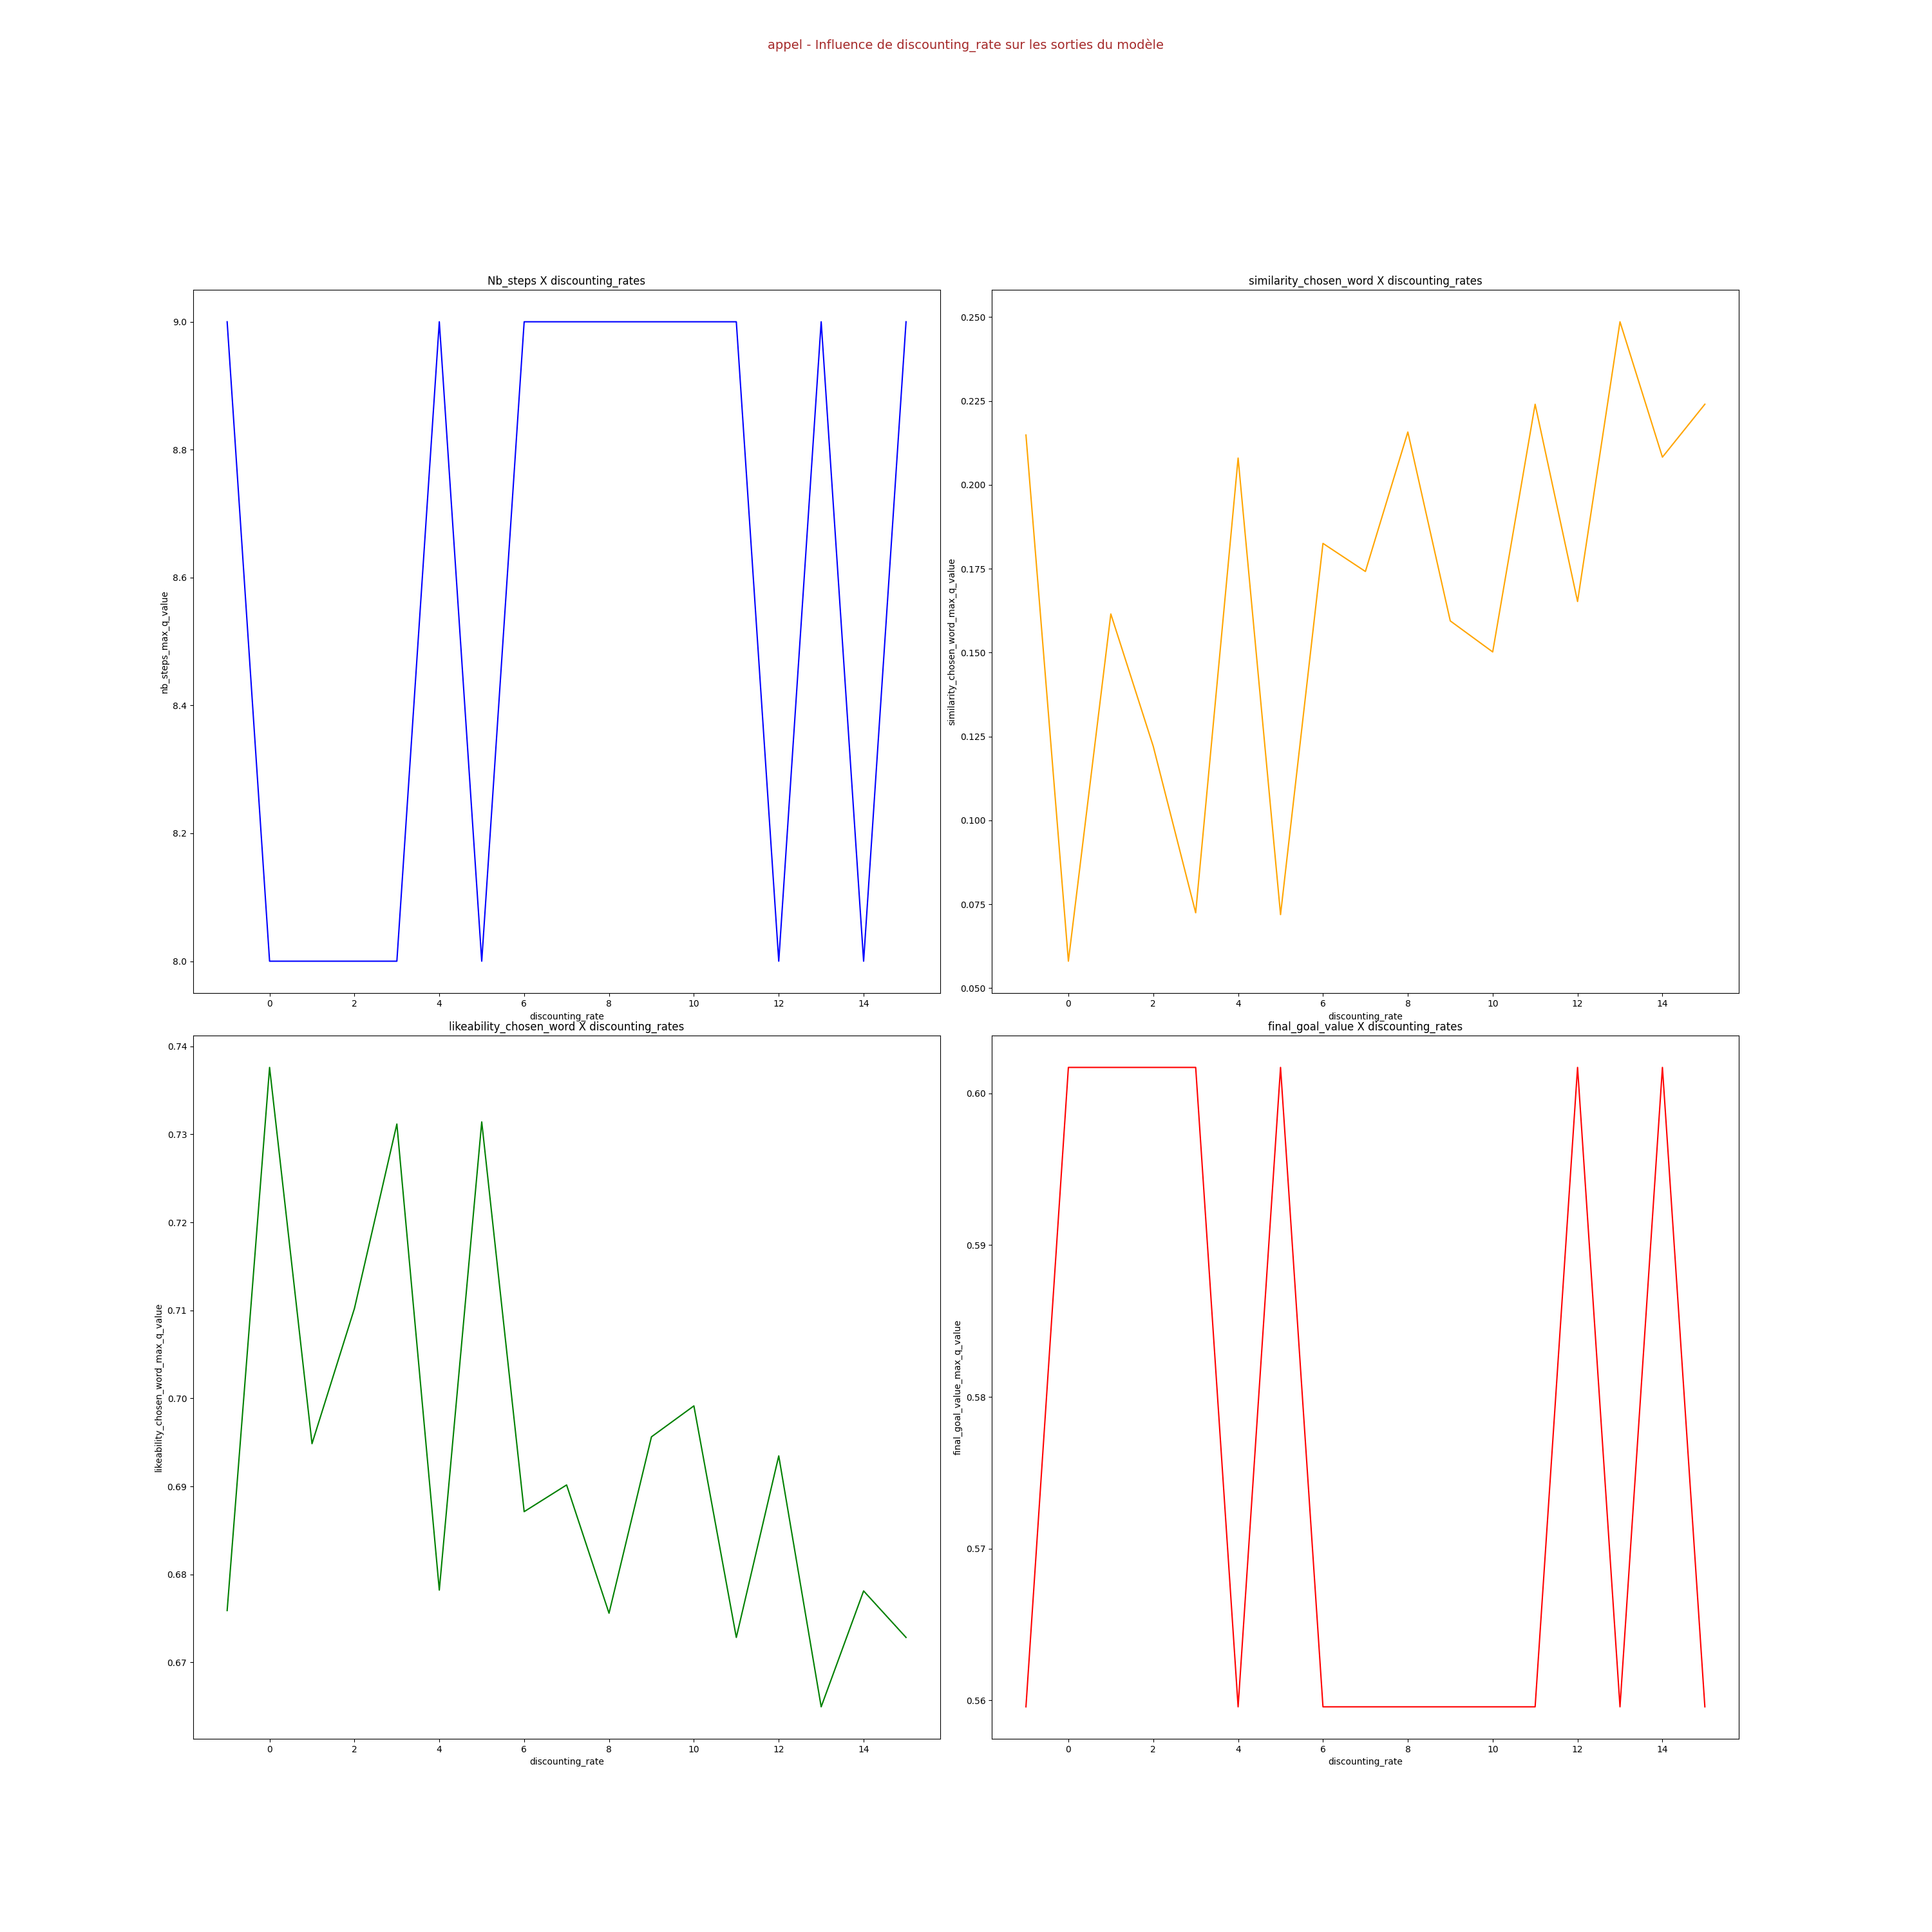 appel - Influence de discounting_rate sur les sorties du modèle
Nb_steps X discounting_rates
nb_steps_max_q_value
9.0
8.8
8.6
8.4
8.2
8.0
0 2 4 6 8 10 12 14
discounting_rate
similarity_chosen_word X discounting_rates
similarity_chosen_word_max_q_value
0.250
0.225
0.200
0.175
0.150
0.125
0.100
0.075
0.050
0 2 4 6 8 10 12 14
discounting_rate
likeability_chosen_word X discounting_rates
likeability_chosen_word_max_q_value
0.74
0.73
0.72
0.71
0.70
0.69
0.68
0.67
0 2 4 6 8 10 12 14
discounting_rate
final_goal_value X discounting_rates
final_goal_value_max_q_value
0.60
0.59
0.58
0.57
0.56
0 2 4 6 8 10 12 14
discounting_rate